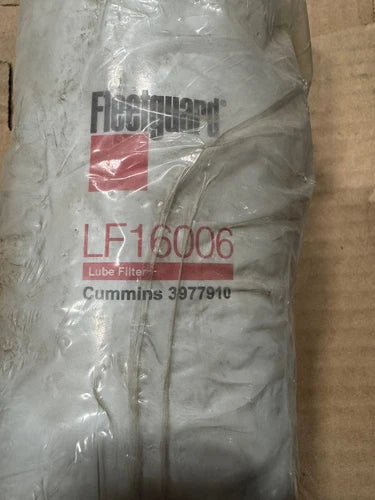 Fleetguard®
LF16006
Lube Filter
Cummins 3977910